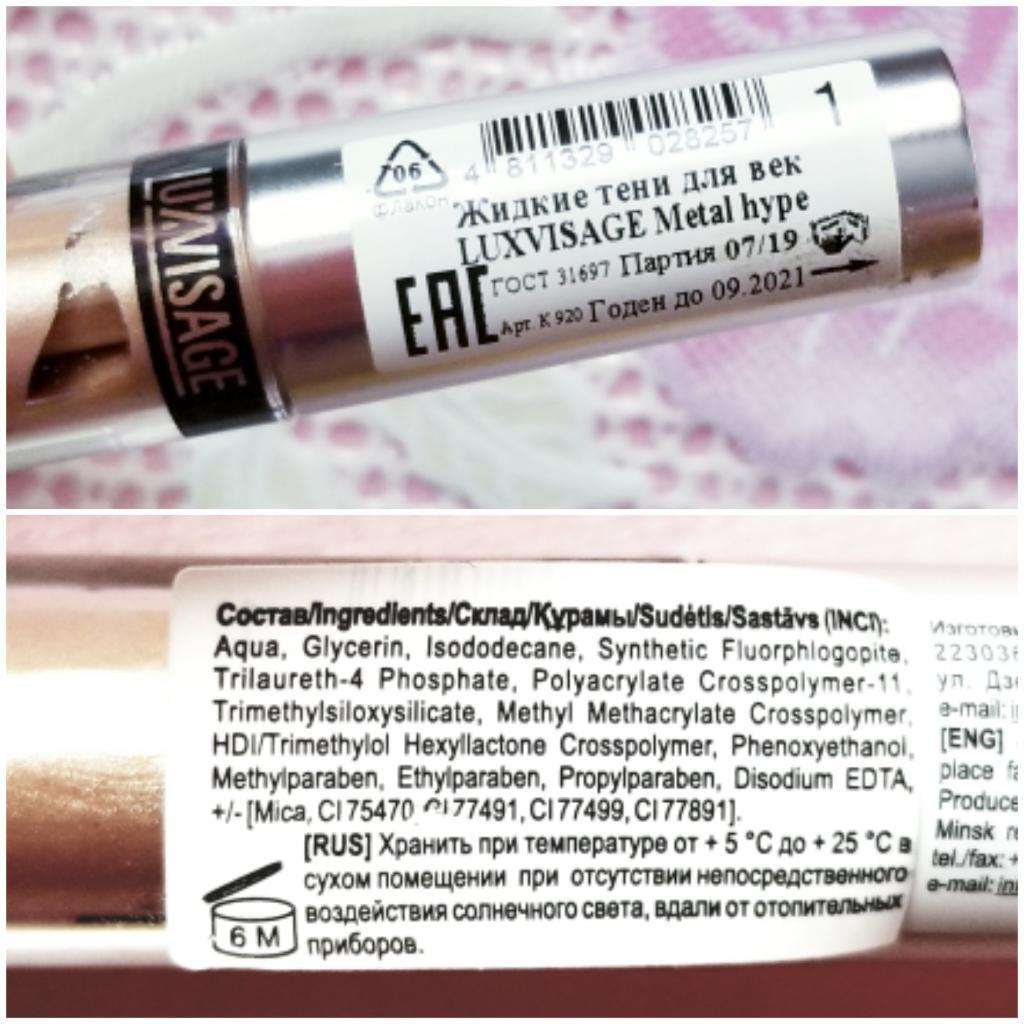 LUXVISAGE
06
4 811329 028257
1
флакон
Жидкие тени для век
LUXVISAGE Metal hype
EAC
ГОСТ 31697 Партия 07/19
Арт. К 920 Годен до 09.2021
Состав/Ingredients/Склад/Құрамы/Sudėtis/Sastāvs (INCI):
Aqua, Glycerin, Isododecane, Synthetic Fluorphlogopite,
Trilaureth-4 Phosphate, Polyacrylate Crosspolymer-11,
Trimethylsiloxysilicate, Methyl Methacrylate Crosspolymer,
HDI/Trimethylol Hexyllactone Crosspolymer, Phenoxyethanol,
Methylparaben, Ethylparaben, Propylparaben, Disodium EDTA,
+/- [Mica, CI 75470, CI 77491, CI 77499, CI 77891].
[RUS] Хранить при температуре от + 5 °C до + 25 °C в
сухом помещении при отсутствии непосредственного
воздействия солнечного света, вдали от отопительных
приборов.
6 M
223036
ул.
e-mail:
[ENG]
place
Minsk
tel./fax: +
e-mail: